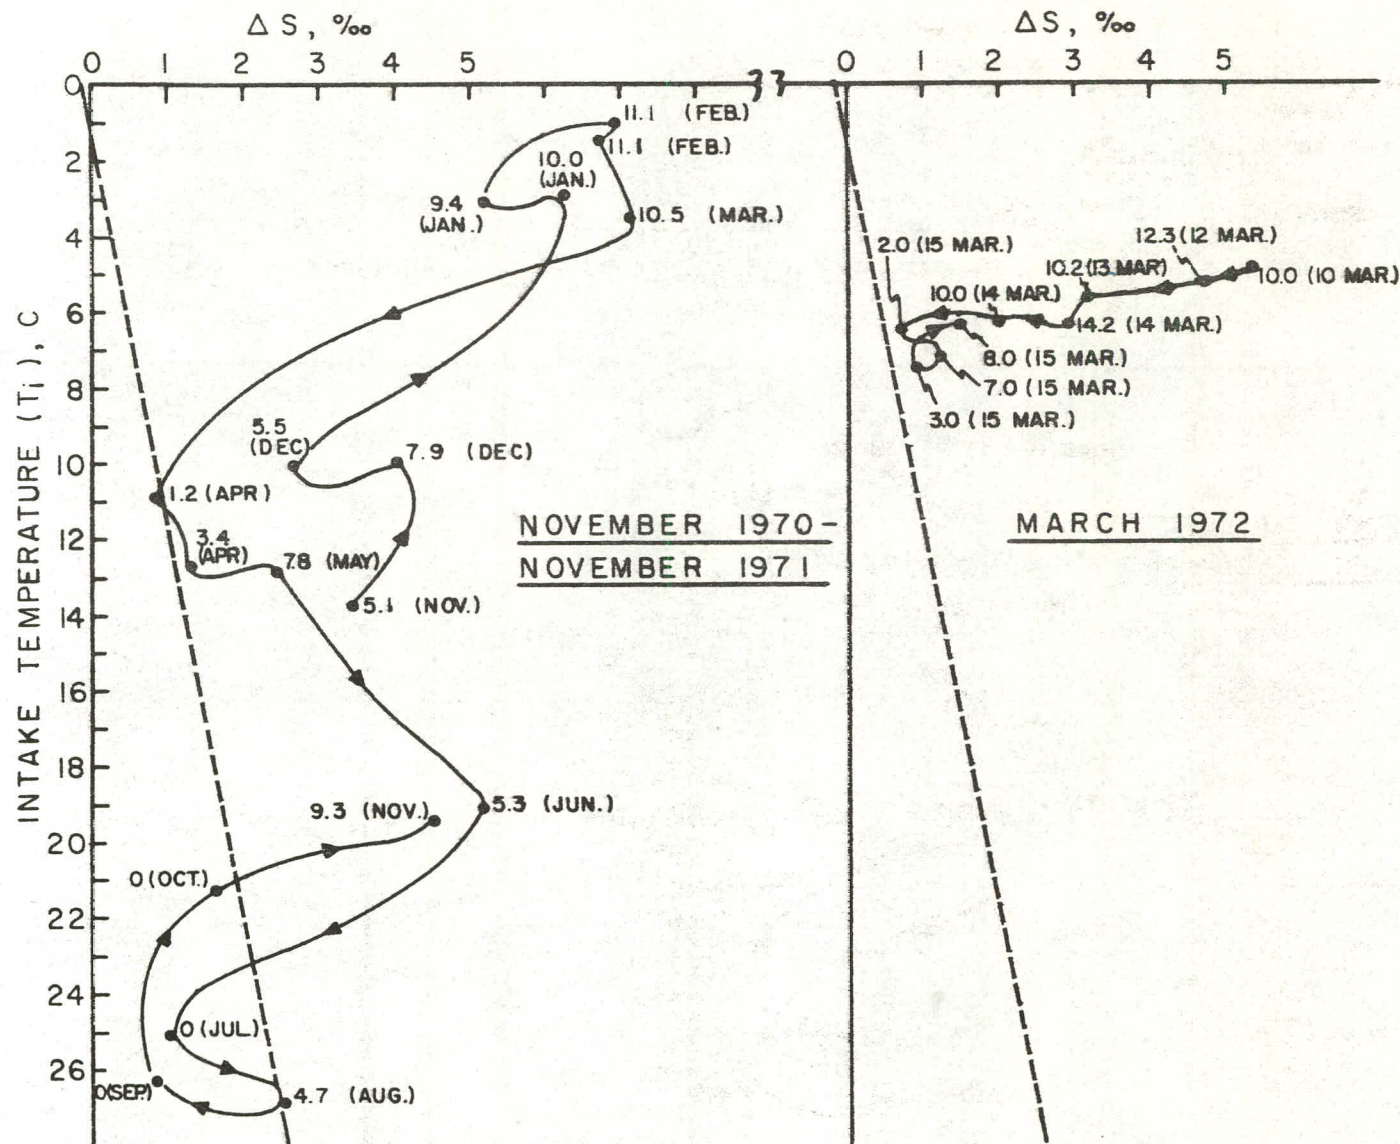 Δ S , ‰
Δ S , ‰
0 1 2 3 4 5
0 1 2 3 4 5
INTAKE TEMPERATURE (Ti), C
0
2
4
6
8
10
12
14
16
18
20
22
24
26
11.1 (FEB.)
11.1 (FEB.)
10.0
(JAN.)
9.4
(JAN.)
10.5 (MAR.)
5.5
(DEC)
7.9 (DEC)
1.2 (APR)
3.4
(APR)
7.8 (MAY)
5.1 (NOV.)
NOVEMBER 1970-
NOVEMBER 1971
9.3 (NOV.)
5.3 (JUN.)
0 (OCT.)
0 (JUL.)
0(SEP.)
4.7 (AUG.)
2.0 (15 MAR.)
12.3 (12 MAR.)
10.2 (13 MAR)
10.0 (10 MAR.)
10.0 (14 MAR.)
14.2 (14 MAR.)
8.0 (15 MAR.)
7.0 (15 MAR.)
3.0 (15 MAR.)
MARCH 1972